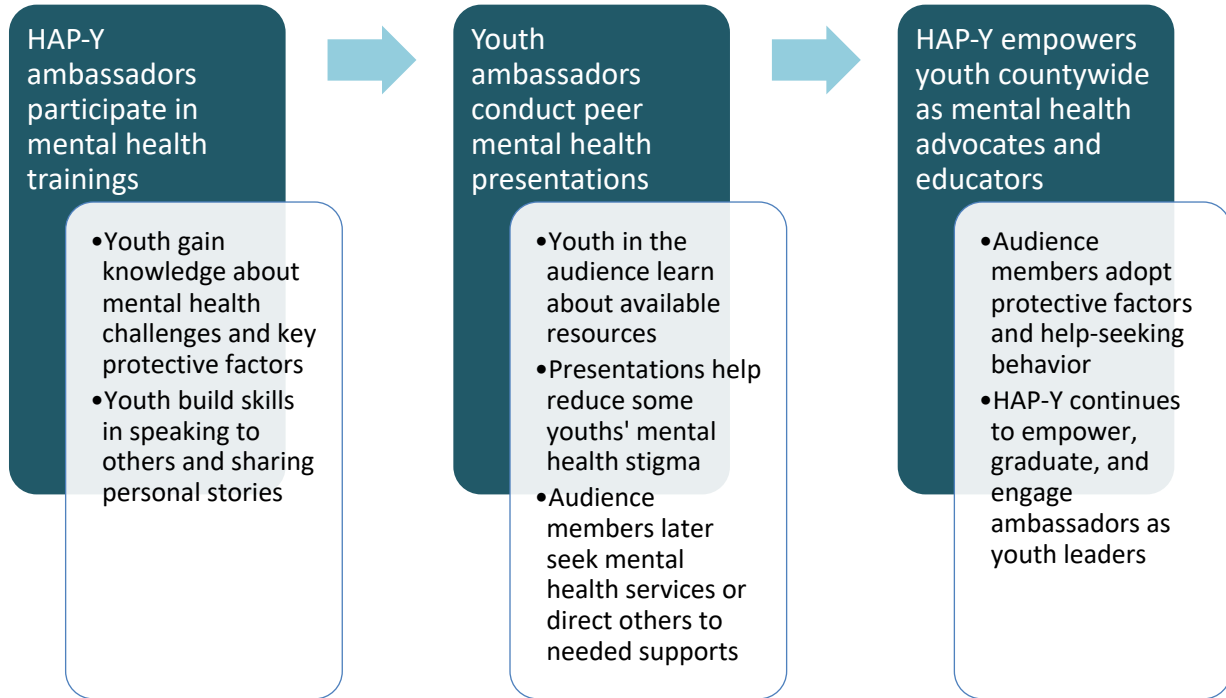 HAP-Y
ambassadors
participate in
mental health
trainings
•Youth gain
knowledge about
mental health
challenges and key
protective factors
•Youth build skills
in speaking to
others and sharing
personal stories
Youth
ambassadors
conduct peer
mental health
presentations
•Youth in the
audience learn
about available
resources
•Presentations help
reduce some
youths' mental
health stigma
•Audience
members later
seek mental
health services or
direct others to
needed supports
HAP-Y empowers
youth countywide
as mental health
advocates and
educators
•Audience
members adopt
protective factors
and help-seeking
behavior
•HAP-Y continues
to empower,
graduate, and
engage
ambassadors as
youth leaders